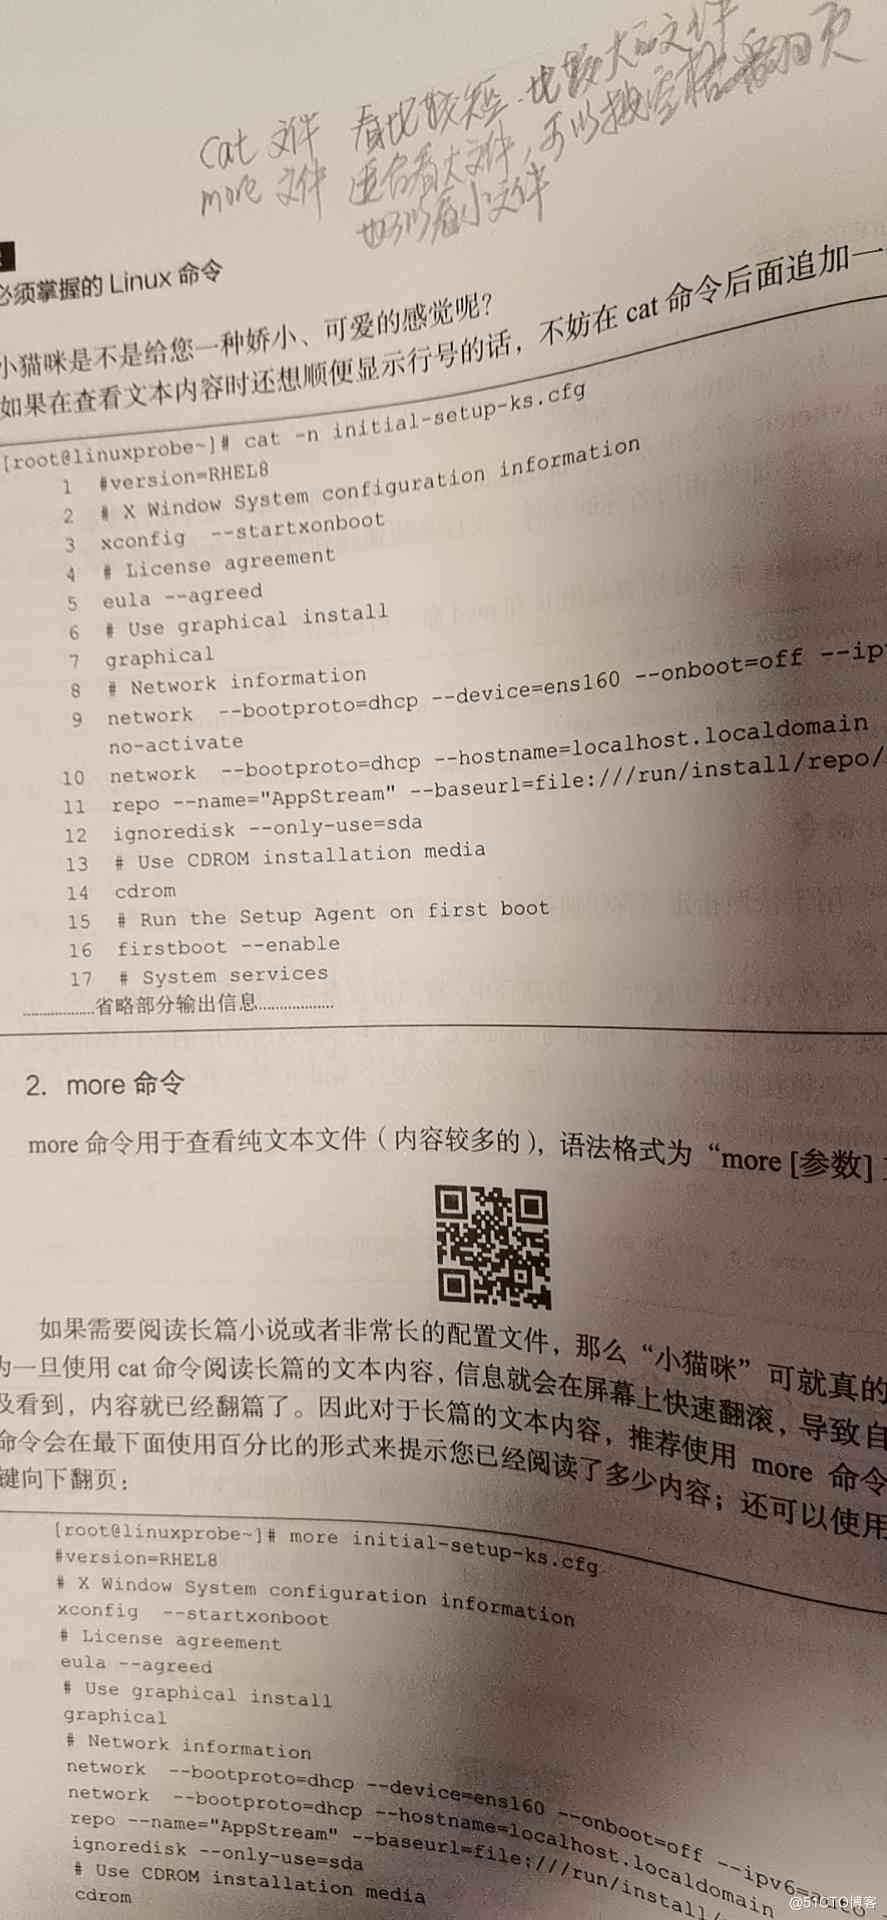 cat 文件 看比较短.比较大的文件
more 文件 适合看大文件,可以按空格来翻页
也可以看小文件
必须掌握的 Linux 命令
小猫咪是不是给您一种娇小、可爱的感觉呢？
如果在查看文本内容时还想顺便显示行号的话，不妨在 cat 命令后面追加一
[root@linuxprobe~]# cat -n initial-setup-ks.cfg
1 #version=RHEL8
2 # X Window System configuration information
3 xconfig --startxonboot
4 # License agreement
5 eula --agreed
6 # Use graphical install
7 graphical
8 # Network information
9 network --bootproto=dhcp --device=ens160 --onboot=off --ip
no-activate
10 network --bootproto=dhcp --hostname=localhost.localdomain
11 repo --name="AppStream" --baseurl=file:///run/install/repo/
12 ignoredisk --only-use=sda
13 # Use CDROM installation media
14 cdrom
15 # Run the Setup Agent on first boot
16 firstboot --enable
17 # System services
………………省略部分输出信息………………
2. more 命令
more 命令用于查看纯文本文件（内容较多的），语法格式为“more [参数]
如果需要阅读长篇小说或者非常长的配置文件，那么“小猫咪”可就真的
为一旦使用 cat 命令阅读长篇的文本内容，信息就会在屏幕上快速翻滚，导致自
及看到，内容就已经翻篇了。因此对于长篇的文本内容，推荐使用 more 命令
命令会在最下面使用百分比的形式来提示您已经阅读了多少内容；还可以使用
键向下翻页：
[root@linuxprobe~]# more initial-setup-ks.cfg
#version=RHEL8
# X Window System configuration information
xconfig --startxonboot
# License agreement
eula --agreed
# Use graphical install
graphical
# Network information
network --bootproto=dhcp --device=ens160 --onboot=off --ipv6=auto
network --bootproto=dhcp --hostname=localhost.localdomain
repo --name="AppStream" --baseurl=file:///run/install/
ignoredisk --only-use=sda
# Use CDROM installation media
cdrom
@51CTO博客